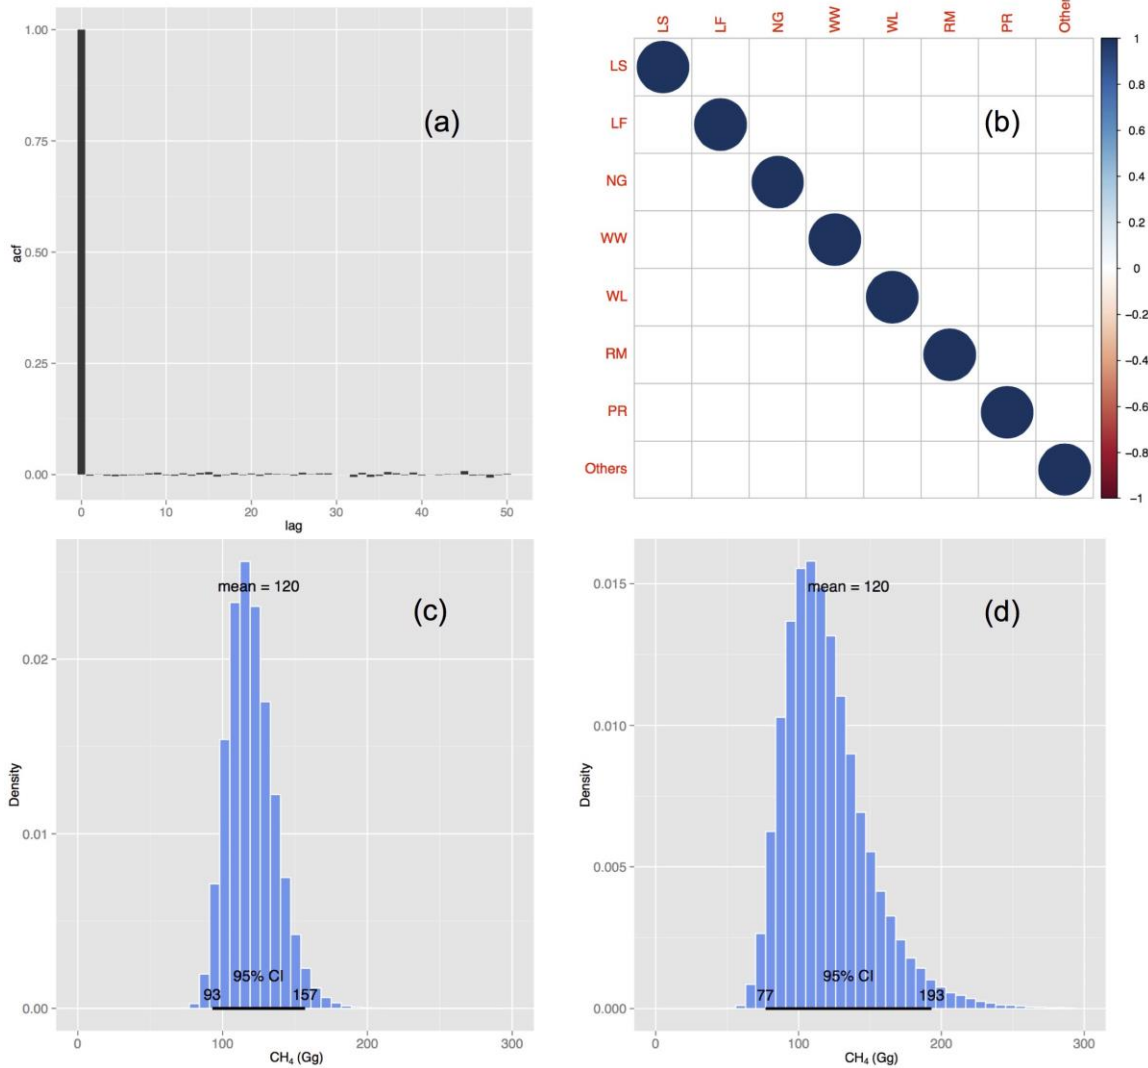 1.00
0.75
0.50
0.25
0.00
acf
0
10
20
30
40
50
lag
(a)
LS
LF
NG
WW
WL
RM
PR
Other
LS
LF
NG
WW
WL
RM
PR
Others
(b)
1
0.8
0.6
0.4
0.2
0
−0.2
−0.4
−0.6
−0.8
−1
mean = 120
(c)
0.02
0.01
0.00
Density
95% CI
93 157
0 100 200 300
CH₄ (Gg)
mean = 120
(d)
0.015
0.010
0.005
0.000
Density
95% CI
77 193
0 100 200 300
CH₄ (Gg)